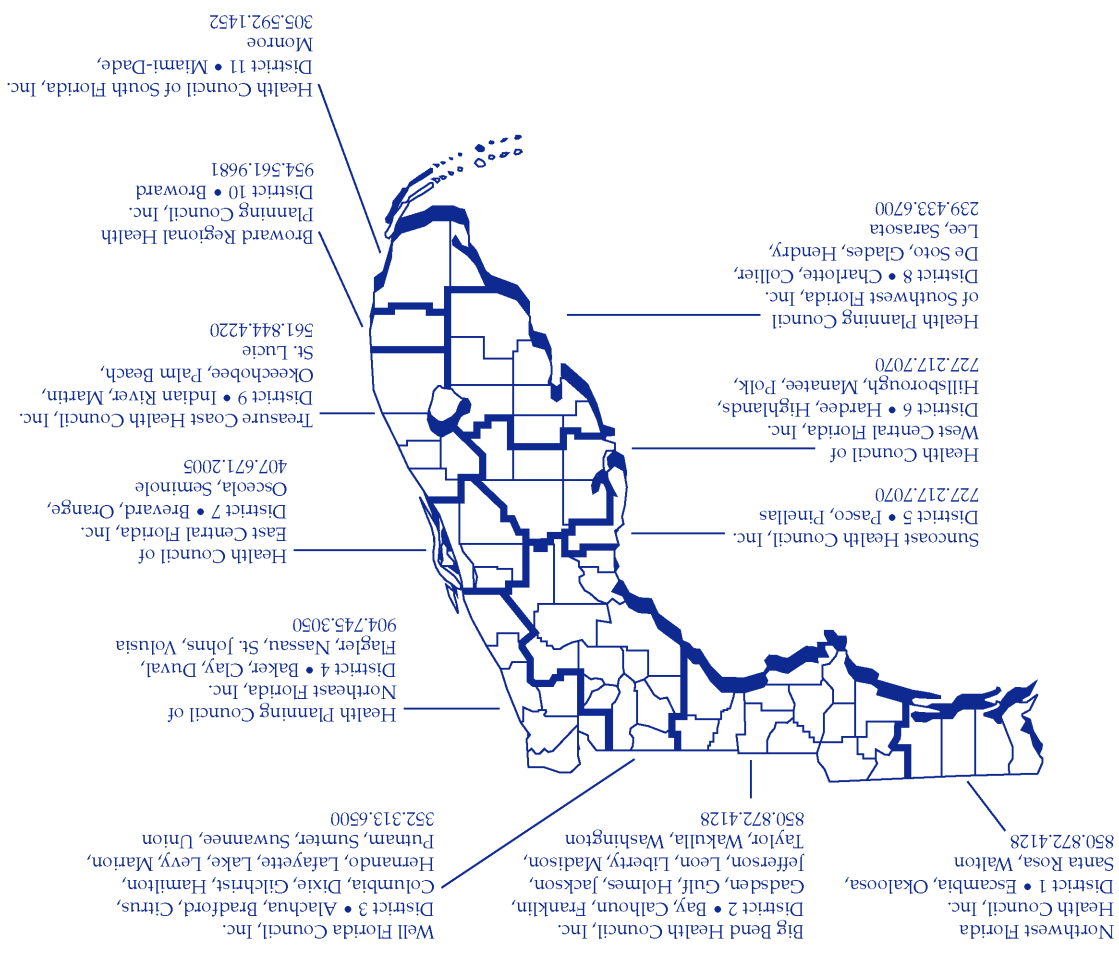 Northwest Florida
Health Council, Inc.
District 1 • Escambia, Okaloosa,
Santa Rosa, Walton
850.872.4128
Big Bend Health Council, Inc.
District 2 • Bay, Calhoun, Franklin,
Gadsden, Gulf, Holmes, Jackson,
Jefferson, Leon, Liberty, Madison,
Taylor, Wakulla, Washington
850.872.4128
Well Florida Council, Inc.
District 3 • Alachua, Bradford, Citrus,
Columbia, Dixie, Gilchrist, Hamilton,
Hernando, Lafayette, Lake, Levy, Marion,
Putnam, Sumter, Suwannee, Union
352.313.6500
Health Planning Council of
Northeast Florida, Inc.
District 4 • Baker, Clay, Duval,
Flagler, Nassau, St. Johns, Volusia
904.745.3050
Suncoast Health Council, Inc.
District 5 • Pasco, Pinellas
727.217.7070
Health Council of
West Central Florida, Inc.
District 6 • Hardee, Highlands,
Hillsborough, Manatee, Polk,
727.217.7070
Health Council of
East Central Florida, Inc.
District 7 • Brevard, Orange,
Osceola, Seminole
407.671.2005
Health Planning Council
of Southwest Florida, Inc.
District 8 • Charlotte, Collier,
De Soto, Glades, Hendry,
Lee, Sarasota
239.433.6700
Treasure Coast Health Council, Inc.
District 9 • Indian River, Martin,
Okeechobee, Palm Beach,
St. Lucie
561.844.4220
Broward Regional Health
Planning Council, Inc.
District 10 • Broward
954.561.9681
Health Council of South Florida, Inc.
District 11 • Miami-Dade,
Monroe
305.592.1452